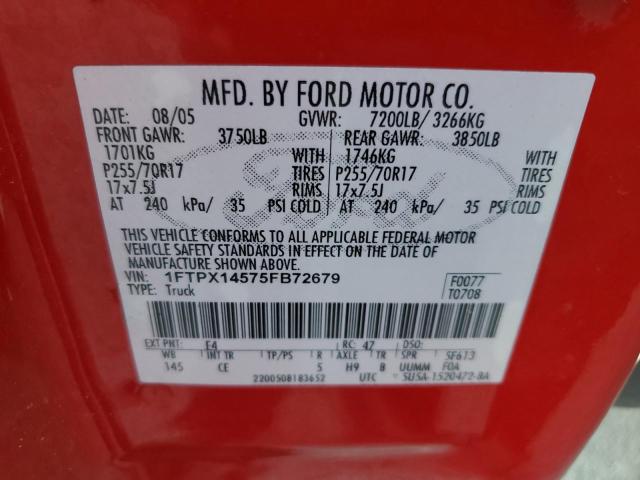 MFD. BY FORD MOTOR CO.
DATE: 08/05 GVWR: 7200LB/ 3266KG
FRONT GAWR: 3750LB REAR GAWR: 3850LB
1701KG WITH 1746KG WITH
P255/70R17 TIRES P255/70R17 TIRES
17x7.5J RIMS 17x7.5J RIMS
AT 240 kPa/ 35 PSI COLD AT 240 kPa/ 35 PSI COLD
THIS VEHICLE CONFORMS TO ALL APPLICABLE FEDERAL MOTOR
VEHICLE SAFETY STANDARDS IN EFFECT ON THE DATE OF
MANUFACTURE SHOWN ABOVE.
VIN: 1FTPX14575FB72679 F0077
TYPE: Truck T0708
EXT PNT: E4 RC: 47 DSO:
WB INT TR TP/PS R AXLE TR SPR SF613
145 CE 5 H9 B UUMM F0A
2200508183652 UTC SU5A-1520472-BA
Ford